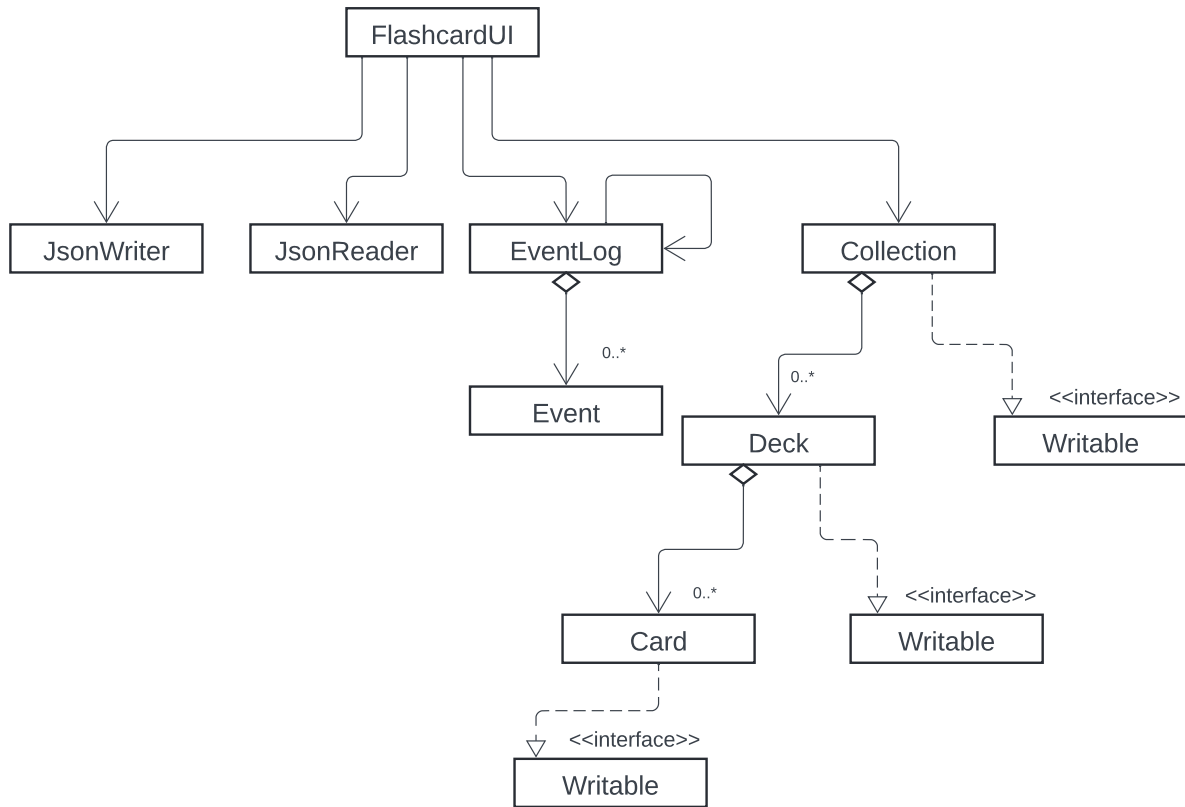 FlashcardUI
JsonWriter
JsonReader
EventLog
Collection
0..*
0..*
Event
<<interface>>
Deck
Writable
0..*
<<interface>>
Card
Writable
<<interface>>
Writable